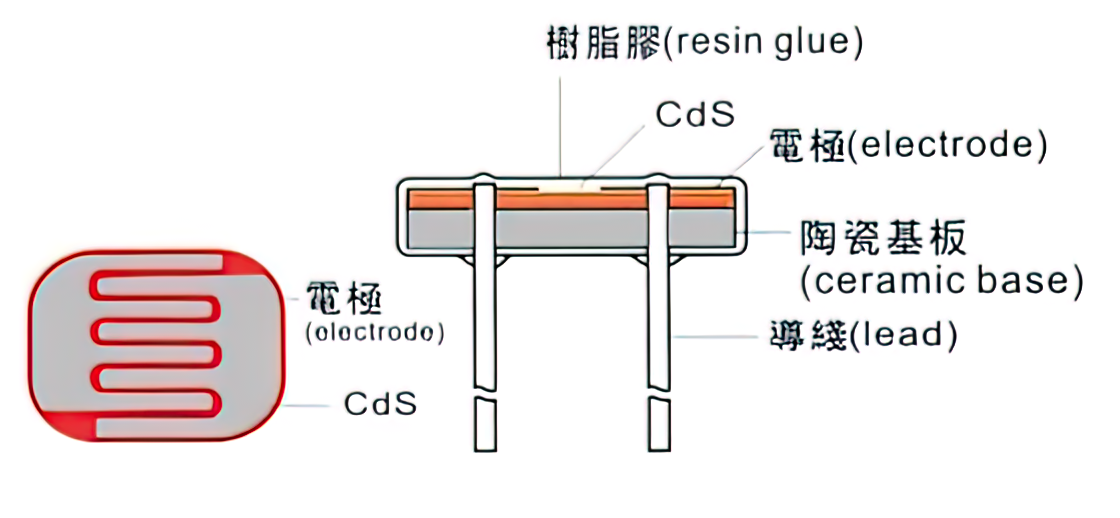 樹脂膠(resin glue)
CdS
電極(electrode)
陶瓷基板
(ceramic base)
導綫(lead)
電極
(electrode)
CdS